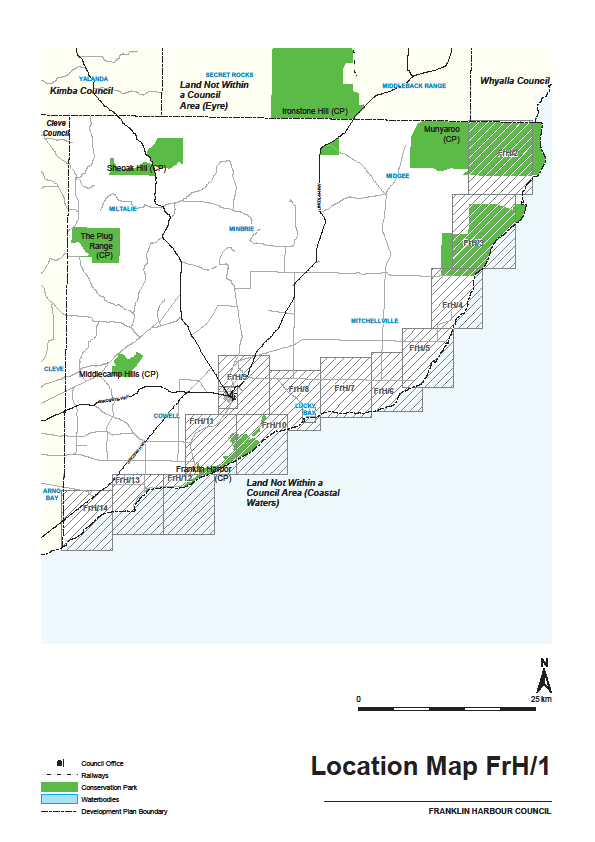 YALANDA
Kimba Council
SECRET ROCKS
Land Not Within
a Council
Area (Eyre)
MIDDLEBACK RANGE
Whyalla Council
Ironstone Hill (CP)
Cleve
Council
Munyaroo
(CP)
FrH/2
Sheoak Hill (CP)
MIDGEE
MILTALIE
MINBRIE
The Plug
Range
(CP)
FrH/3
FrH/4
MITCHELLVILLE
FrH/5
CLEVE
Middlecamp Hills (CP)
FrH/9
FrH/8
FrH/7
FrH/6
LUCKY
BAY
COWELL
FrH/11
FrH/10
Franklin Harbor
(CP)
FrH/12
FrH/13
Land Not Within a
Council Area (Coastal
Waters)
ARNO
BAY
FrH/14
N
0 25 km
Location Map FrH/1
FRANKLIN HARBOUR COUNCIL
Council Office
Railways
Conservation Park
Waterbodies
Development Plan Boundary